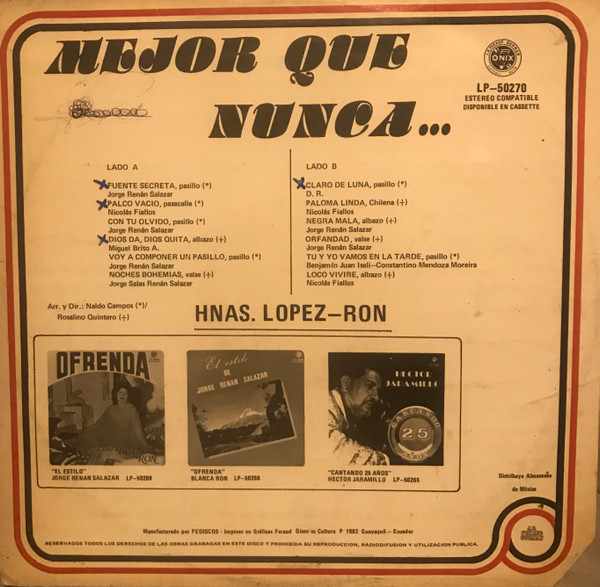 MEJOR QUE
NUNCA...
ONIX
LP-50270
ESTEREO COMPATIBLE
DISPONIBLE EN CASSETTE
LADO A
FUENTE SECRETA, pasillo (*)
Jorge Renán Salazar
PALCO VACIO, pasacalle (*)
Nicolás Fiallos
CON TU OLVIDO, pasillo (*)
Jorge Renán Salazar
DIOS DA, DIOS QUITA, albazo (+)
Miguel Brito A.
VOY A COMPONER UN PASILLO, pasillo (*)
Jorge Renán Salazar
NOCHES BOHEMIAS, valse (+)
Jorge Salas Renán Salazar
LADO B
CLARO DE LUNA, pasillo (*)
D. R.
PALOMA LINDA, Chilena (+)
Nicolás Fiallos
NEGRA MALA, albazo (+)
Jorge Renán Salazar
ORFANDAD, valse (+)
Jorge Renán Salazar
TU Y YO VAMOS EN LA TARDE, pasillo (*)
Benjamín Juan Iseli-Constantino Mendoza Moreira
LOCO VIVIRE, albazo (+)
Nicolás Fiallos
Arr. y Dir.: Naldo Campos (*)/
Rosalino Quintero (+)
HNAS. LOPEZ-RON
OFRENDA
RON
El estilo
DE
JORGE RENAN SALAZAR
HECTOR
JARAMILLO
25
"EL ESTILO"
JORGE RENAN SALAZAR LP-50268
"OFRENDA"
BLANCA RON LP-50266
"CANTANDO 25 AÑOS"
HECTOR JARAMILLO LP-50265
Distribuye Almacenes
de Música
Manufacturado por FEDISCOS - Impreso en Gráficas Feraud Disco es Cultura P 1982 Guayaquil - Ecuador
RESERVADOS TODOS LOS DERECHOS DE LAS OBRAS GRABADAS EN ESTE DISCO Y PROHIBIDA SU REPRODUCCION, RADIODIFUSION Y UTILIZACION PUBLICA.